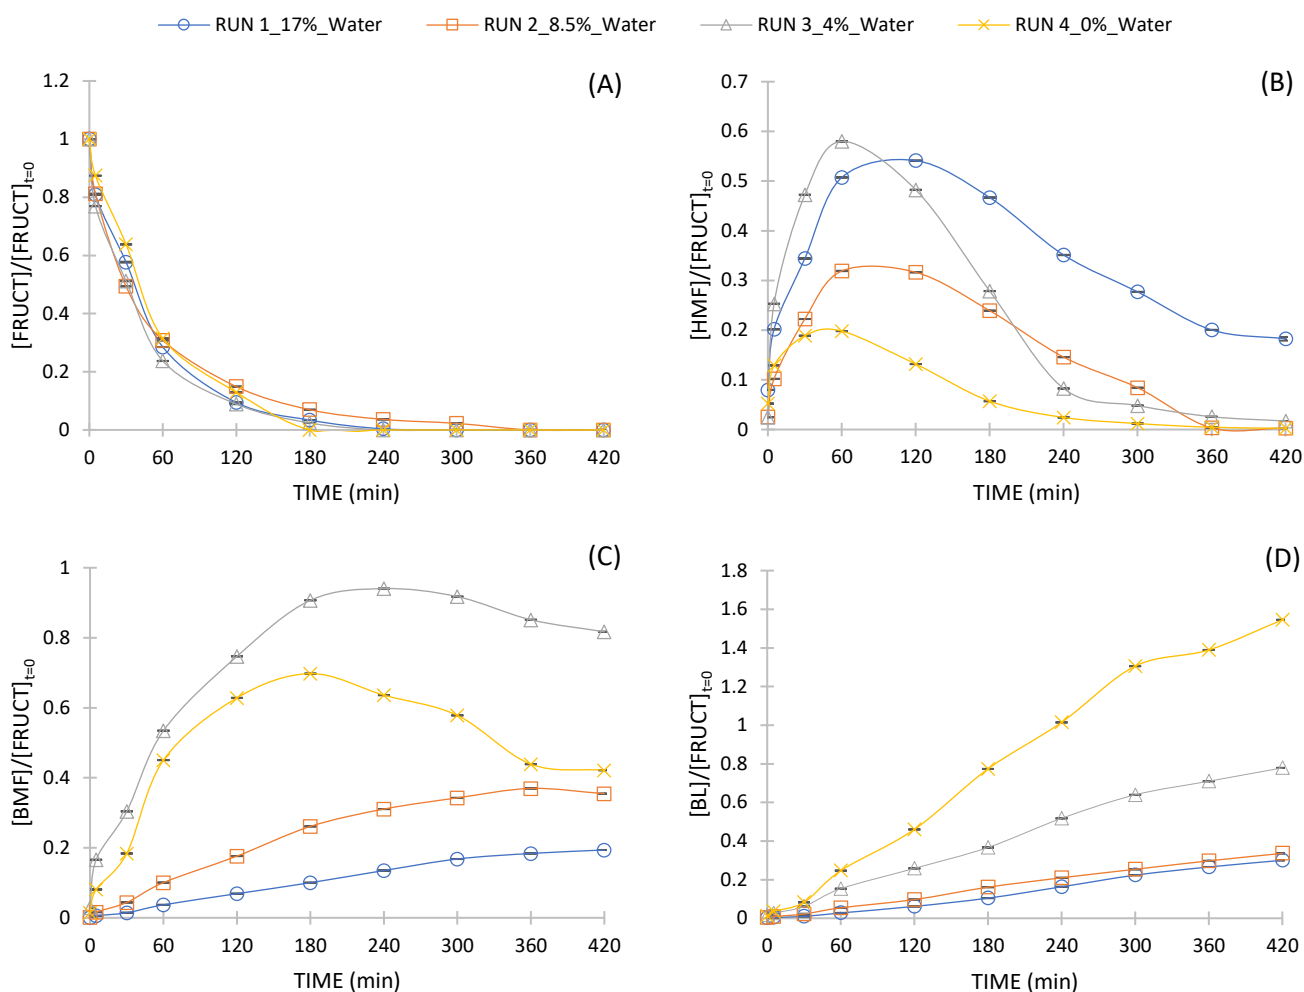 RUN 1_17%_Water RUN 2_8.5%_Water RUN 3_4%_Water RUN 4_0%_Water
(A)
[FRUCT]/[FRUCT]t=0
1.2
1
0.8
0.6
0.4
0.2
0
0 60 120 180 240 300 360 420
TIME (min)
(B)
[HMF]/[FRUCT]t=0
0.7
0.6
0.5
0.4
0.3
0.2
0.1
0
0 60 120 180 240 300 360 420
TIME (min)
(C)
[BMF]/[FRUCT]t=0
1
0.8
0.6
0.4
0.2
0
0 60 120 180 240 300 360 420
TIME (min)
(D)
[BL]/[FRUCT]t=0
1.8
1.6
1.4
1.2
1
0.8
0.6
0.4
0.2
0
0 60 120 180 240 300 360 420
TIME (min)